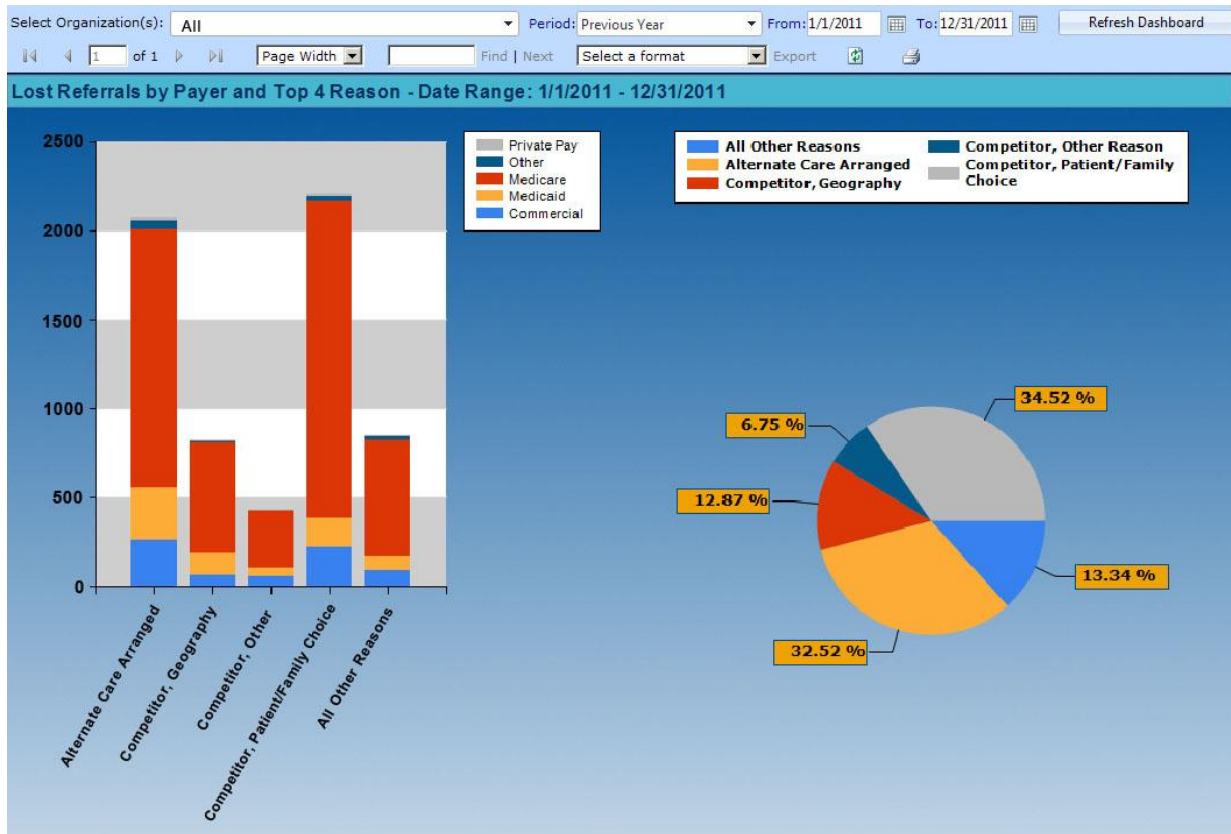 Select Organization(s): All Period: Previous Year From: 1/1/2011 To: 12/31/2011 Refresh Dashboard
1 of 1 Page Width Find | Next Select a format Export
Lost Referrals by Payer and Top 4 Reason - Date Range: 1/1/2011 - 12/31/2011
2500
2000
1500
1000
500
0
Alternate Care Arranged
Competitor, Geography
Competitor, Other
Competitor, Patient/Family Choice
All Other Reasons
Private Pay
Other
Medicare
Medicaid
Commercial
All Other Reasons
Alternate Care Arranged
Competitor, Geography
Competitor, Other Reason
Competitor, Patient/Family
Choice
34.52 %
6.75 %
12.87 %
13.34 %
32.52 %